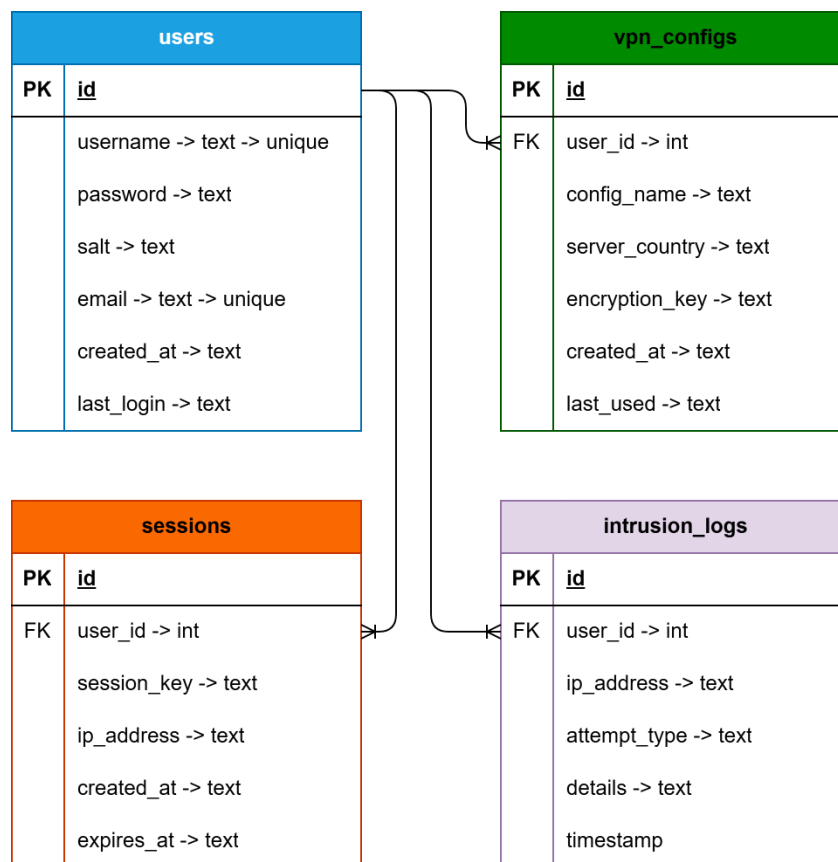 users
PK id
username -> text -> unique
password -> text
salt -> text
email -> text -> unique
created_at -> text
last_login -> text
vpn_configs
PK id
FK user_id -> int
config_name -> text
server_country -> text
encryption_key -> text
created_at -> text
last_used -> text
sessions
PK id
FK user_id -> int
session_key -> text
ip_address -> text
created_at -> text
expires_at -> text
intrusion_logs
PK id
FK user_id -> int
ip_address -> text
attempt_type -> text
details -> text
timestamp